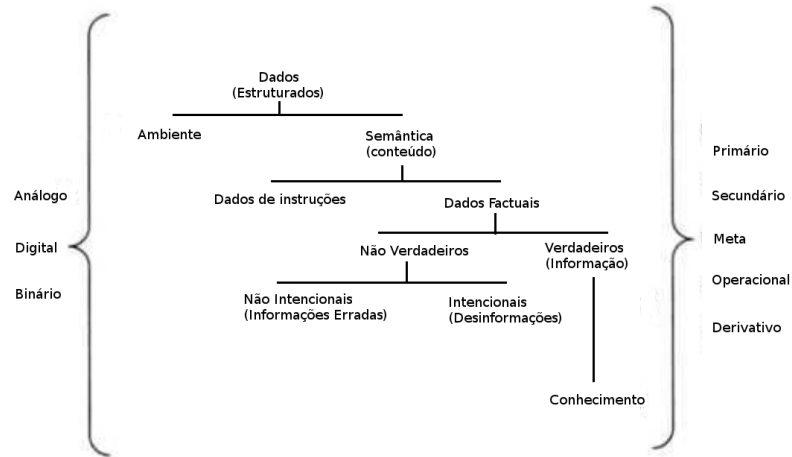 Dados
(Estruturados)
Ambiente
Semântica
(conteúdo)
Dados de instruções
Dados Factuais
Não Verdadeiros
Verdadeiros
(Informação)
Não Intencionais
(Informações Erradas)
Intencionais
(Desinformações)
Conhecimento
Análogo
Digital
Binário
Primário
Secundário
Meta
Operacional
Derivativo